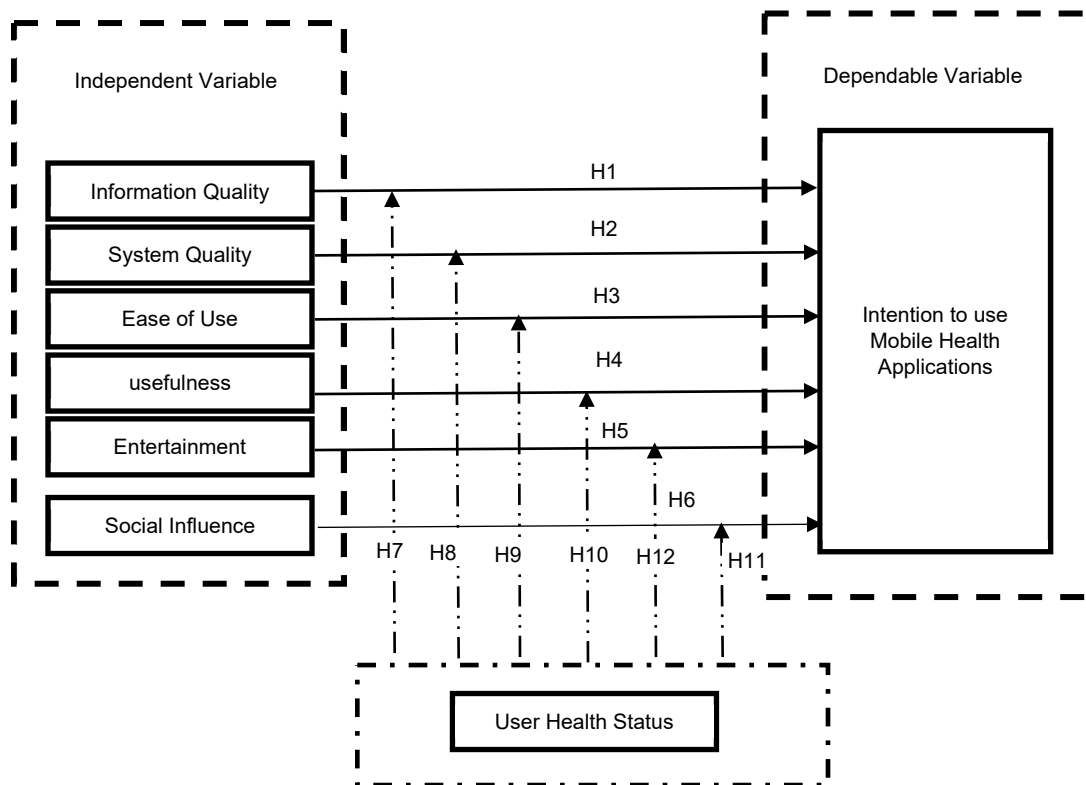 Independent Variable
Dependable Variable
Information Quality
H1
System Quality
H2
Ease of Use
H3
Intention to use
Mobile Health
Applications
usefulness
H4
Entertainment
H5
Social Influence
H6
H7
H8
H9
H10
H12
H11
User Health Status